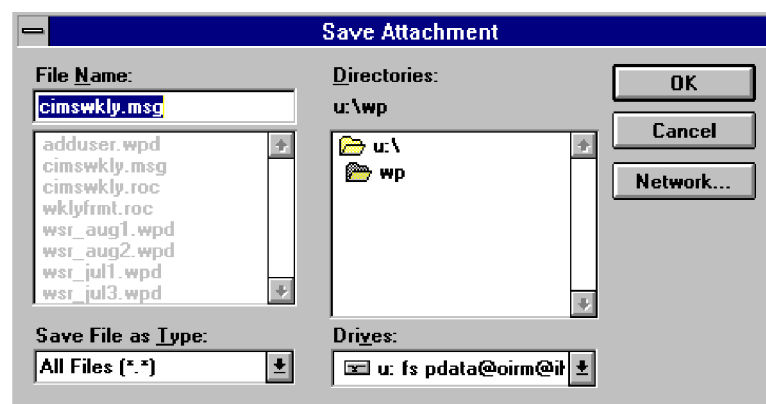 Save Attachment
File Name:
cimswkly.msg
adduser.wpd
cimswkly.msg
cimswkly.roc
wklyfrmt.roc
wsr_aug1.wpd
wsr_aug2.wpd
wsr_jul1.wpd
wsr_jul3.wpd
Save File as Type:
All Files (*.*)
Directories:
u:\wp
u:\
wp
Drives:
u: fs pdata@oirm@
OK
Cancel
Network...